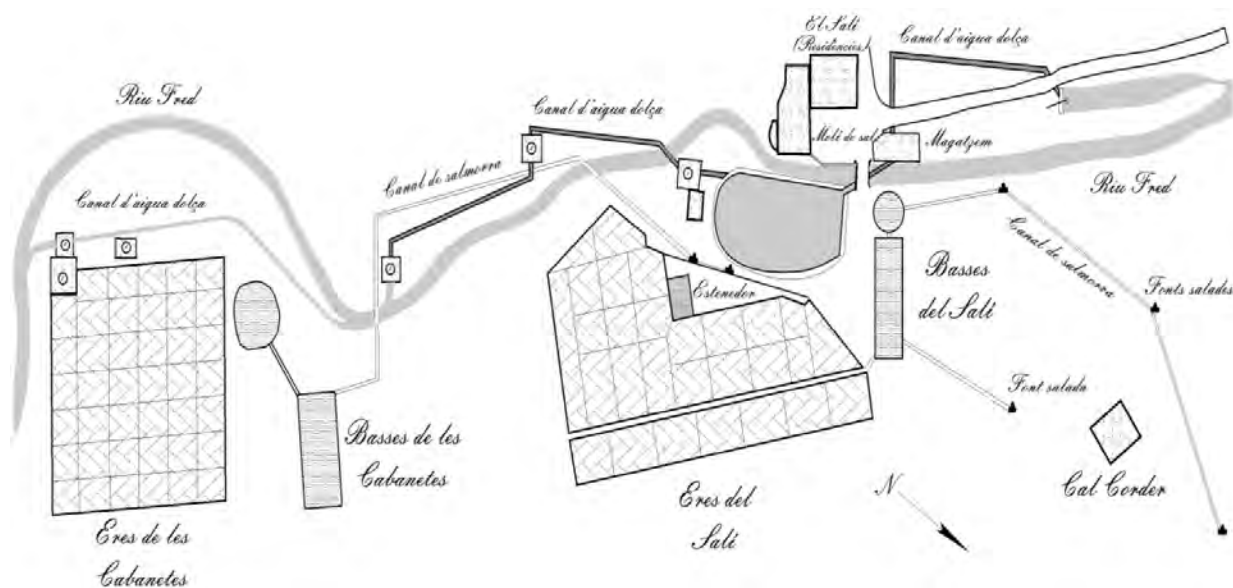 El Salí
(Residències)
Canal d'aigua dolça
Riu Fred
Canal d'aigua dolça
Molí de sal
Magatzem
Canal de salmorra
Riu Fred
Canal d'aigua dolça
Canal de salmorra
Basses
del Salí
Fonts salades
Estenedor
Font salada
Basses de les
Cabanetes
Cal Corder
N
Eres del
Salí
Eres de les
Cabanetes